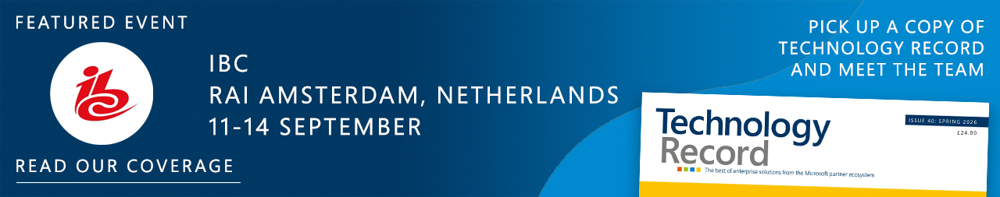 FEATURED EVENT
ibc
IBC
RAI AMSTERDAM, NETHERLANDS
11-14 SEPTEMBER
READ OUR COVERAGE
PICK UP A COPY OF
TECHNOLOGY RECORD
AND MEET THE TEAM
Technology
Record
The best of enterprise solutions from the Microsoft partner ecosystem
ISSUE 40: SPRING 2026
£24.00